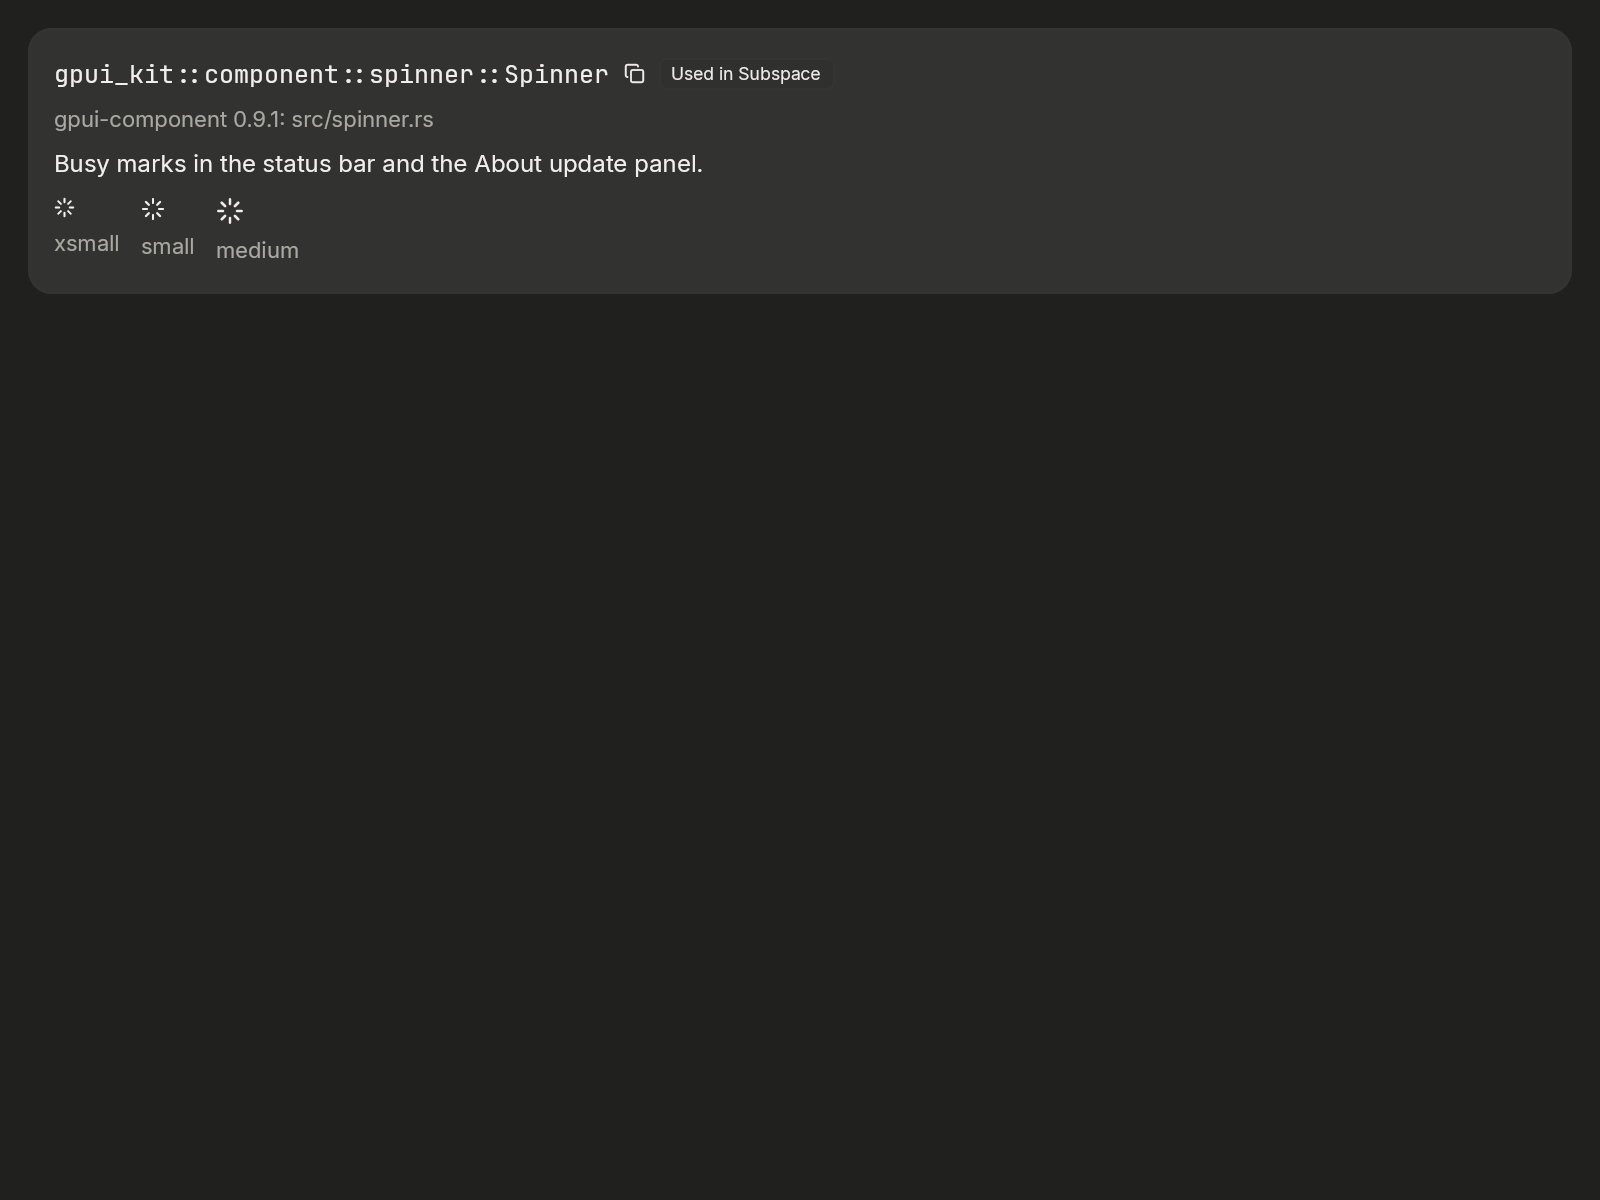 gpui_kit::component::spinner::Spinner Used in Subspace
gpui-component 0.9.1: src/spinner.rs
Busy marks in the status bar and the About update panel.
xsmall small medium